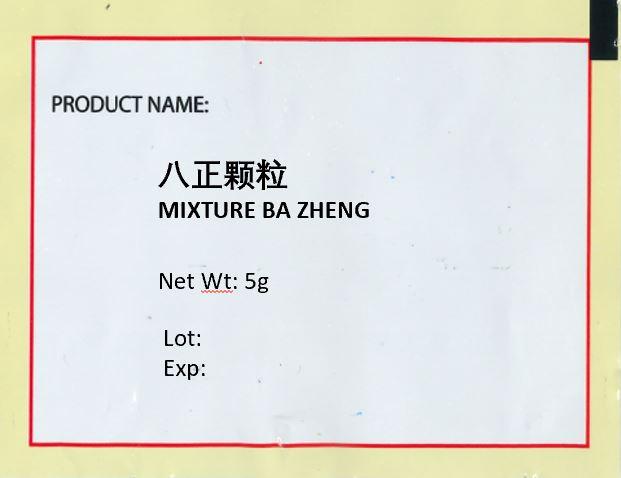 PRODUCT NAME:
八正颗粒
MIXTURE BA ZHENG
Net Wt: 5g
Lot:
Exp: